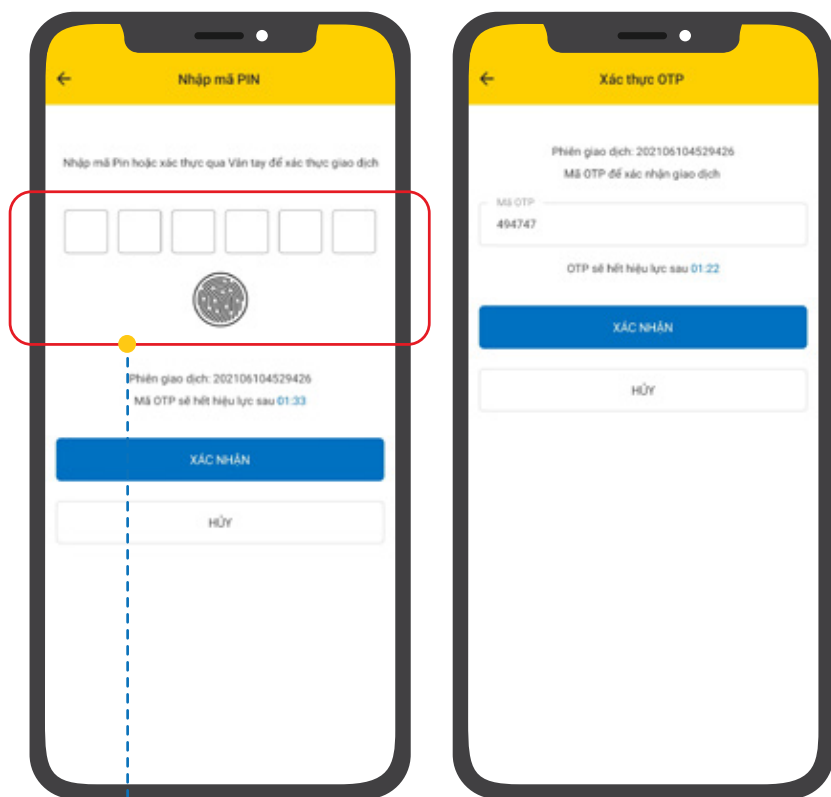 Nhập mã PIN
Nhập mã Pin hoặc xác thực qua Vân tay để xác thực giao dịch
Phiên giao dịch: 202106104529426
Mã OTP sẽ hết hiệu lực sau 01:33
XÁC NHẬN
HỦY
Xác thực OTP
Phiên giao dịch: 202106104529426
Mã OTP để xác nhận giao dịch
Mã OTP
494747
OTP sẽ hết hiệu lực sau 01:22
XÁC NHẬN
HỦY